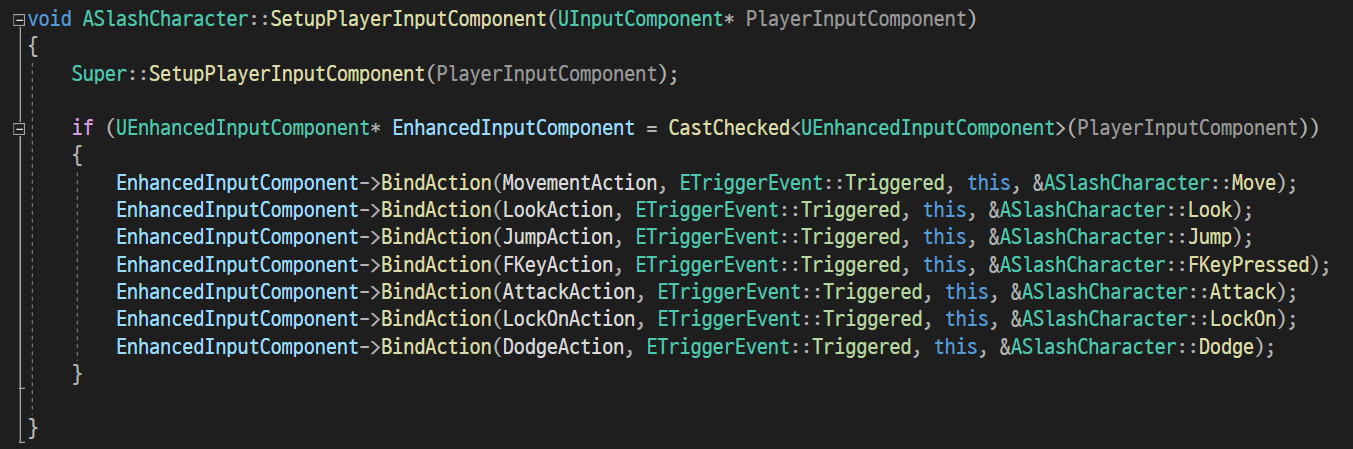 void ASlashCharacter::SetupPlayerInputComponent(UInputComponent* PlayerInputComponent)
{
    Super::SetupPlayerInputComponent(PlayerInputComponent);

    if (UEnhancedInputComponent* EnhancedInputComponent = CastChecked<UEnhancedInputComponent>(PlayerInputComponent))
    {
        EnhancedInputComponent->BindAction(MovementAction, ETriggerEvent::Triggered, this, &ASlashCharacter::Move);
        EnhancedInputComponent->BindAction(LookAction, ETriggerEvent::Triggered, this, &ASlashCharacter::Look);
        EnhancedInputComponent->BindAction(JumpAction, ETriggerEvent::Triggered, this, &ASlashCharacter::Jump);
        EnhancedInputComponent->BindAction(FKeyAction, ETriggerEvent::Triggered, this, &ASlashCharacter::FKeyPressed);
        EnhancedInputComponent->BindAction(AttackAction, ETriggerEvent::Triggered, this, &ASlashCharacter::Attack);
        EnhancedInputComponent->BindAction(LockOnAction, ETriggerEvent::Triggered, this, &ASlashCharacter::LockOn);
        EnhancedInputComponent->BindAction(DodgeAction, ETriggerEvent::Triggered, this, &ASlashCharacter::Dodge);
    }

}